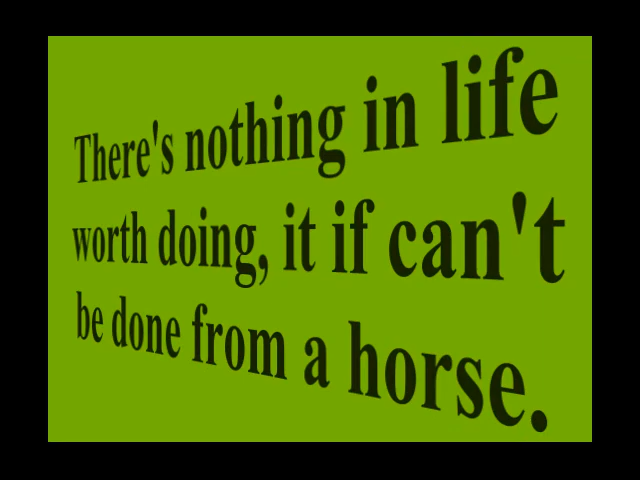 There's nothing in life
worth doing, it if can't
be done from a horse.